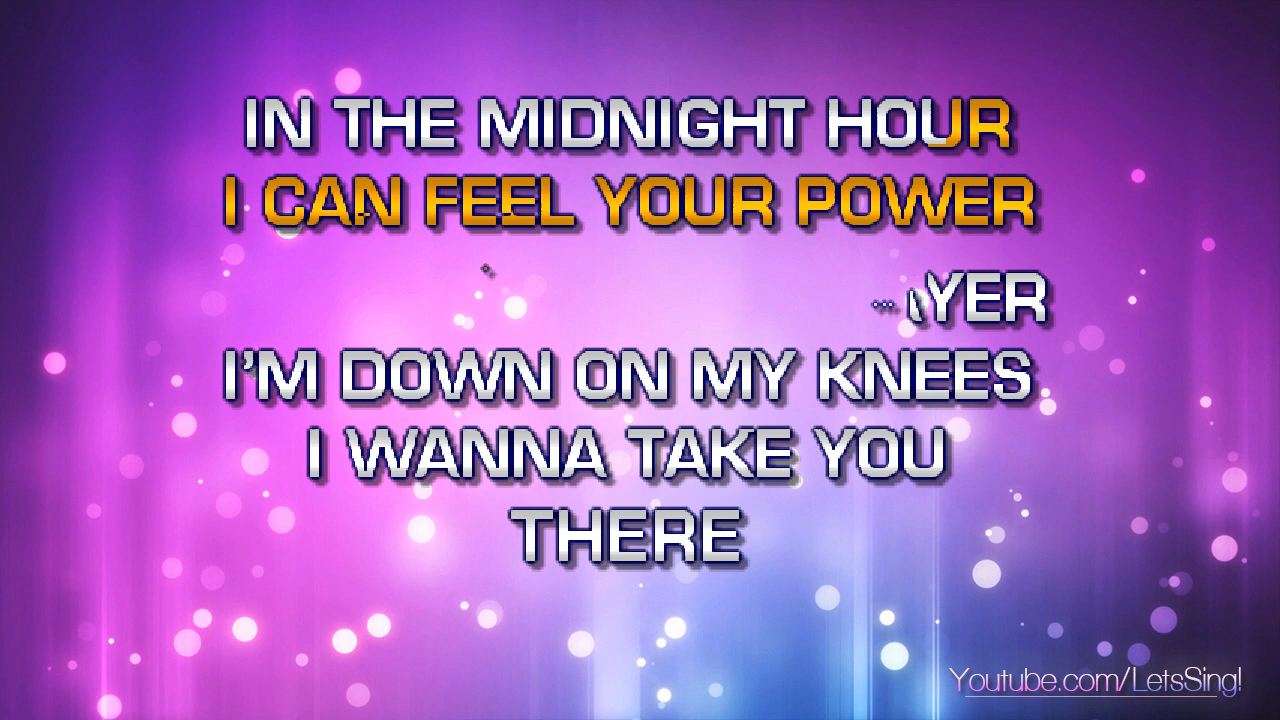 IN THE MIDNIGHT HOUR
I CAN FEEL YOUR POWER
YER
I'M DOWN ON MY KNEES
I WANNA TAKE YOU
THERE
Youtube.com/LetsSing!